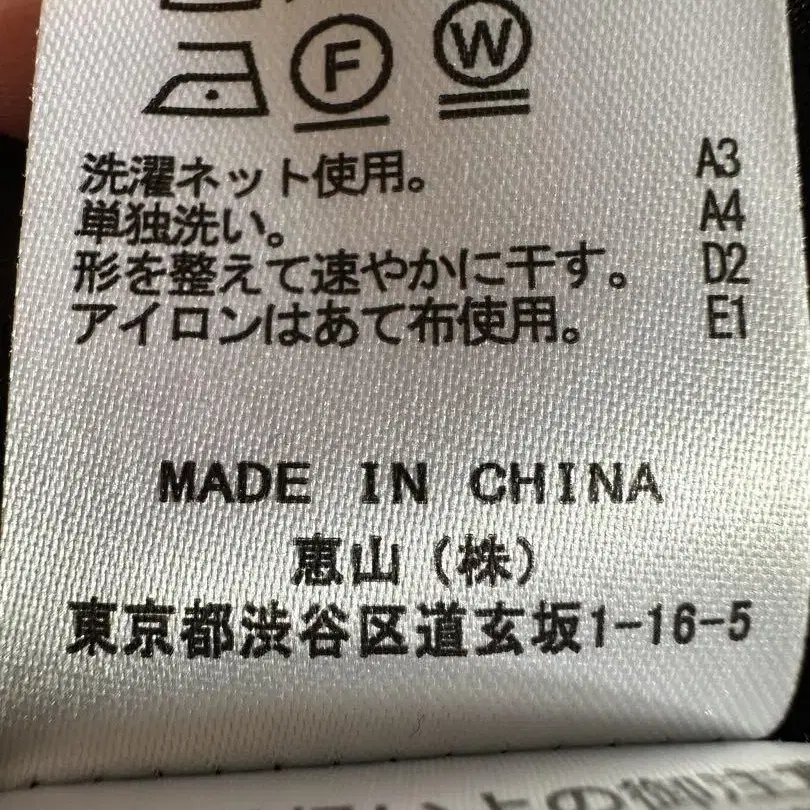 F W
洗濯ネット使用。 A3
単独洗い。 A4
形を整えて速やかに干す。 D2
アイロンはあて布使用。 E1
MADE IN CHINA
恵山(株)
東京都渋谷区道玄坂1-16-5